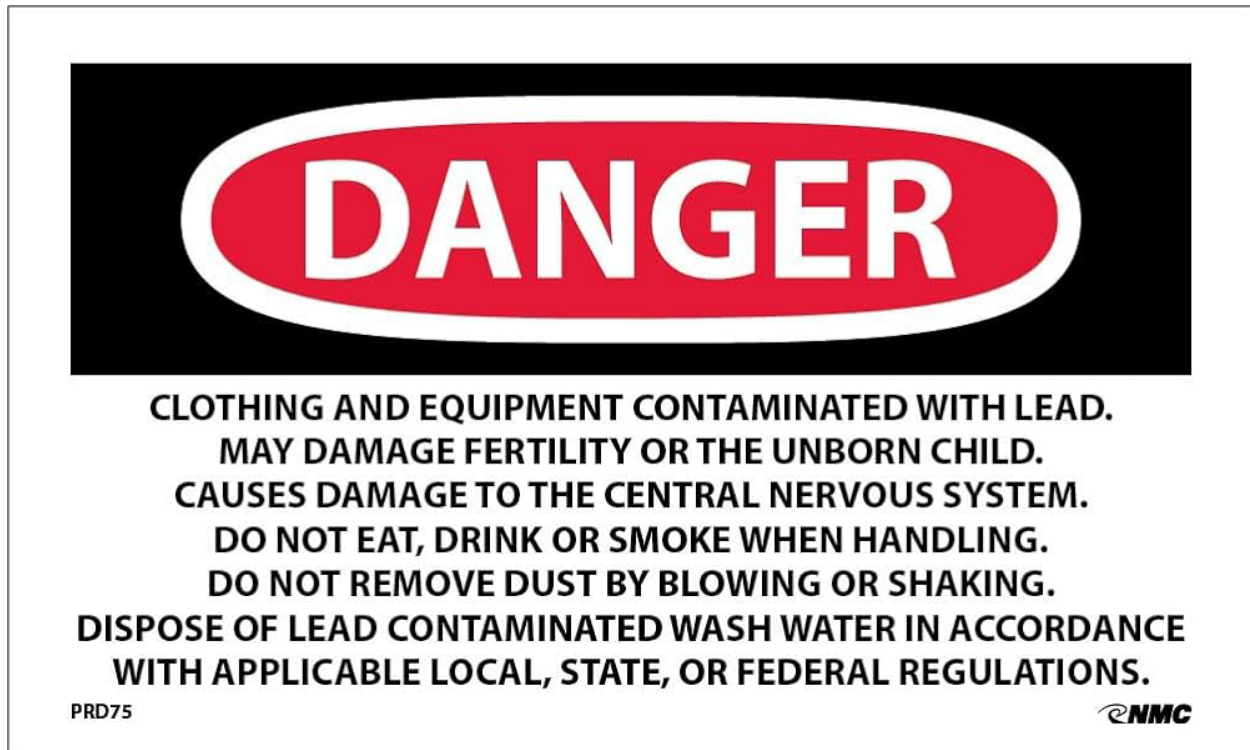 DANGER
CLOTHING AND EQUIPMENT CONTAMINATED WITH LEAD.
MAY DAMAGE FERTILITY OR THE UNBORN CHILD.
CAUSES DAMAGE TO THE CENTRAL NERVOUS SYSTEM.
DO NOT EAT, DRINK OR SMOKE WHEN HANDLING.
DO NOT REMOVE DUST BY BLOWING OR SHAKING.
DISPOSE OF LEAD CONTAMINATED WASH WATER IN ACCORDANCE
WITH APPLICABLE LOCAL, STATE, OR FEDERAL REGULATIONS.
PRD75
NMC